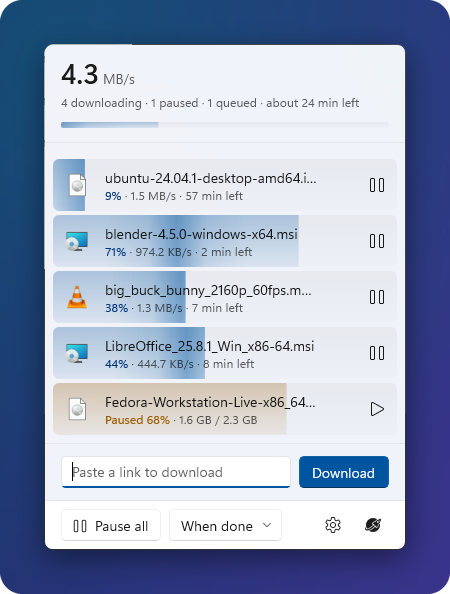 4.3 MB/s
4 downloading · 1 paused · 1 queued · about 24 min left
ubuntu-24.04.1-desktop-amd64.i...
9% · 1.5 MB/s · 57 min left
blender-4.5.0-windows-x64.msi
71% · 974.2 KB/s · 2 min left
big_buck_bunny_2160p_60fps.m...
38% · 1.3 MB/s · 7 min left
LibreOffice_25.8.1_Win_x86-64.msi
44% · 444.7 KB/s · 8 min left
Fedora-Workstation-Live-x86_64...
Paused 68% · 1.6 GB / 2.3 GB
Paste a link to download
Download
Pause all
When done